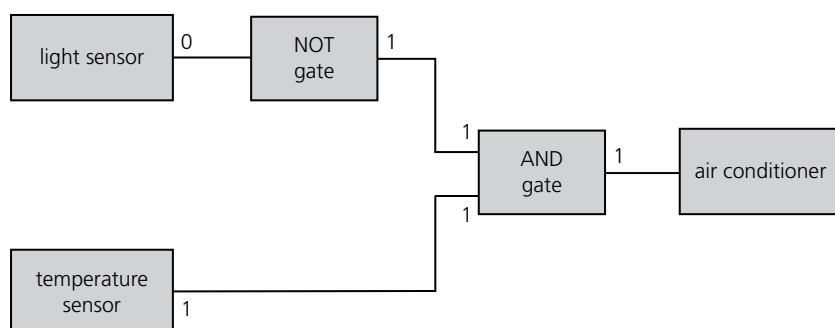 light sensor
0
NOT
gate
1
1
AND
gate
1
1
air conditioner
temperature
sensor
1